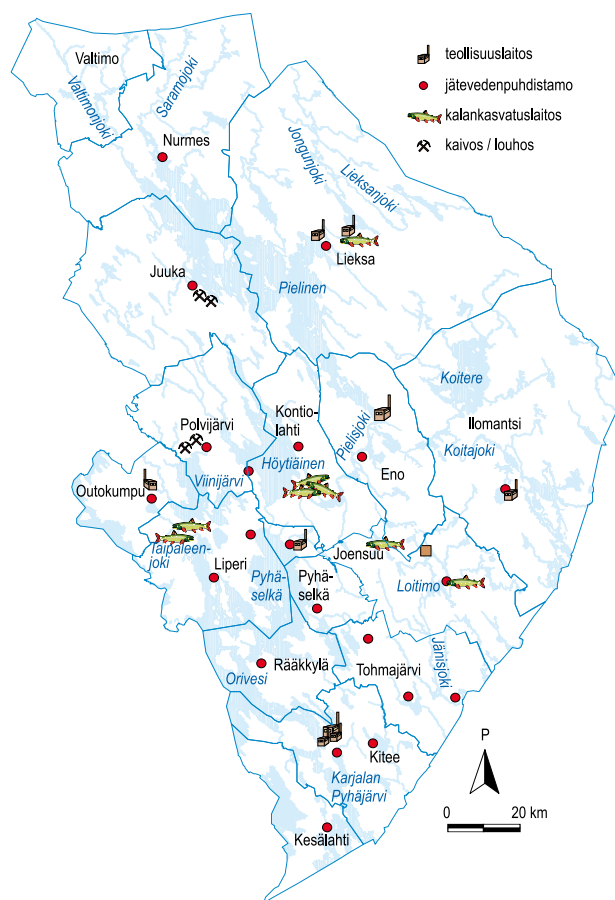 teollisuuslaitos
jätevedenpuhdistamo
kalankasvatuslaitos
kaivos / louhos
Valtimo
Valtimonjoki
Saramojoki
Nurmes
Jongunjoki
Lieksanjoki
Lieksa
Juuka
Pielinen
Koitere
Polvijärvi
Kontio-
lahti
Pielisjoki
Ilomantsi
Koitajoki
Viinijärvi
Höytiäinen
Eno
Outokumpu
Taipaleen-
joki
Liperi
Pyhä-
selkä
Joensuu
Pyhä-
selkä
Loitimo
Rääkkylä
Orivesi
Tohmajärvi
Jänisjoki
Kitee
Karjalan
Pyhäjärvi
Kesälahti
P
0 20 km